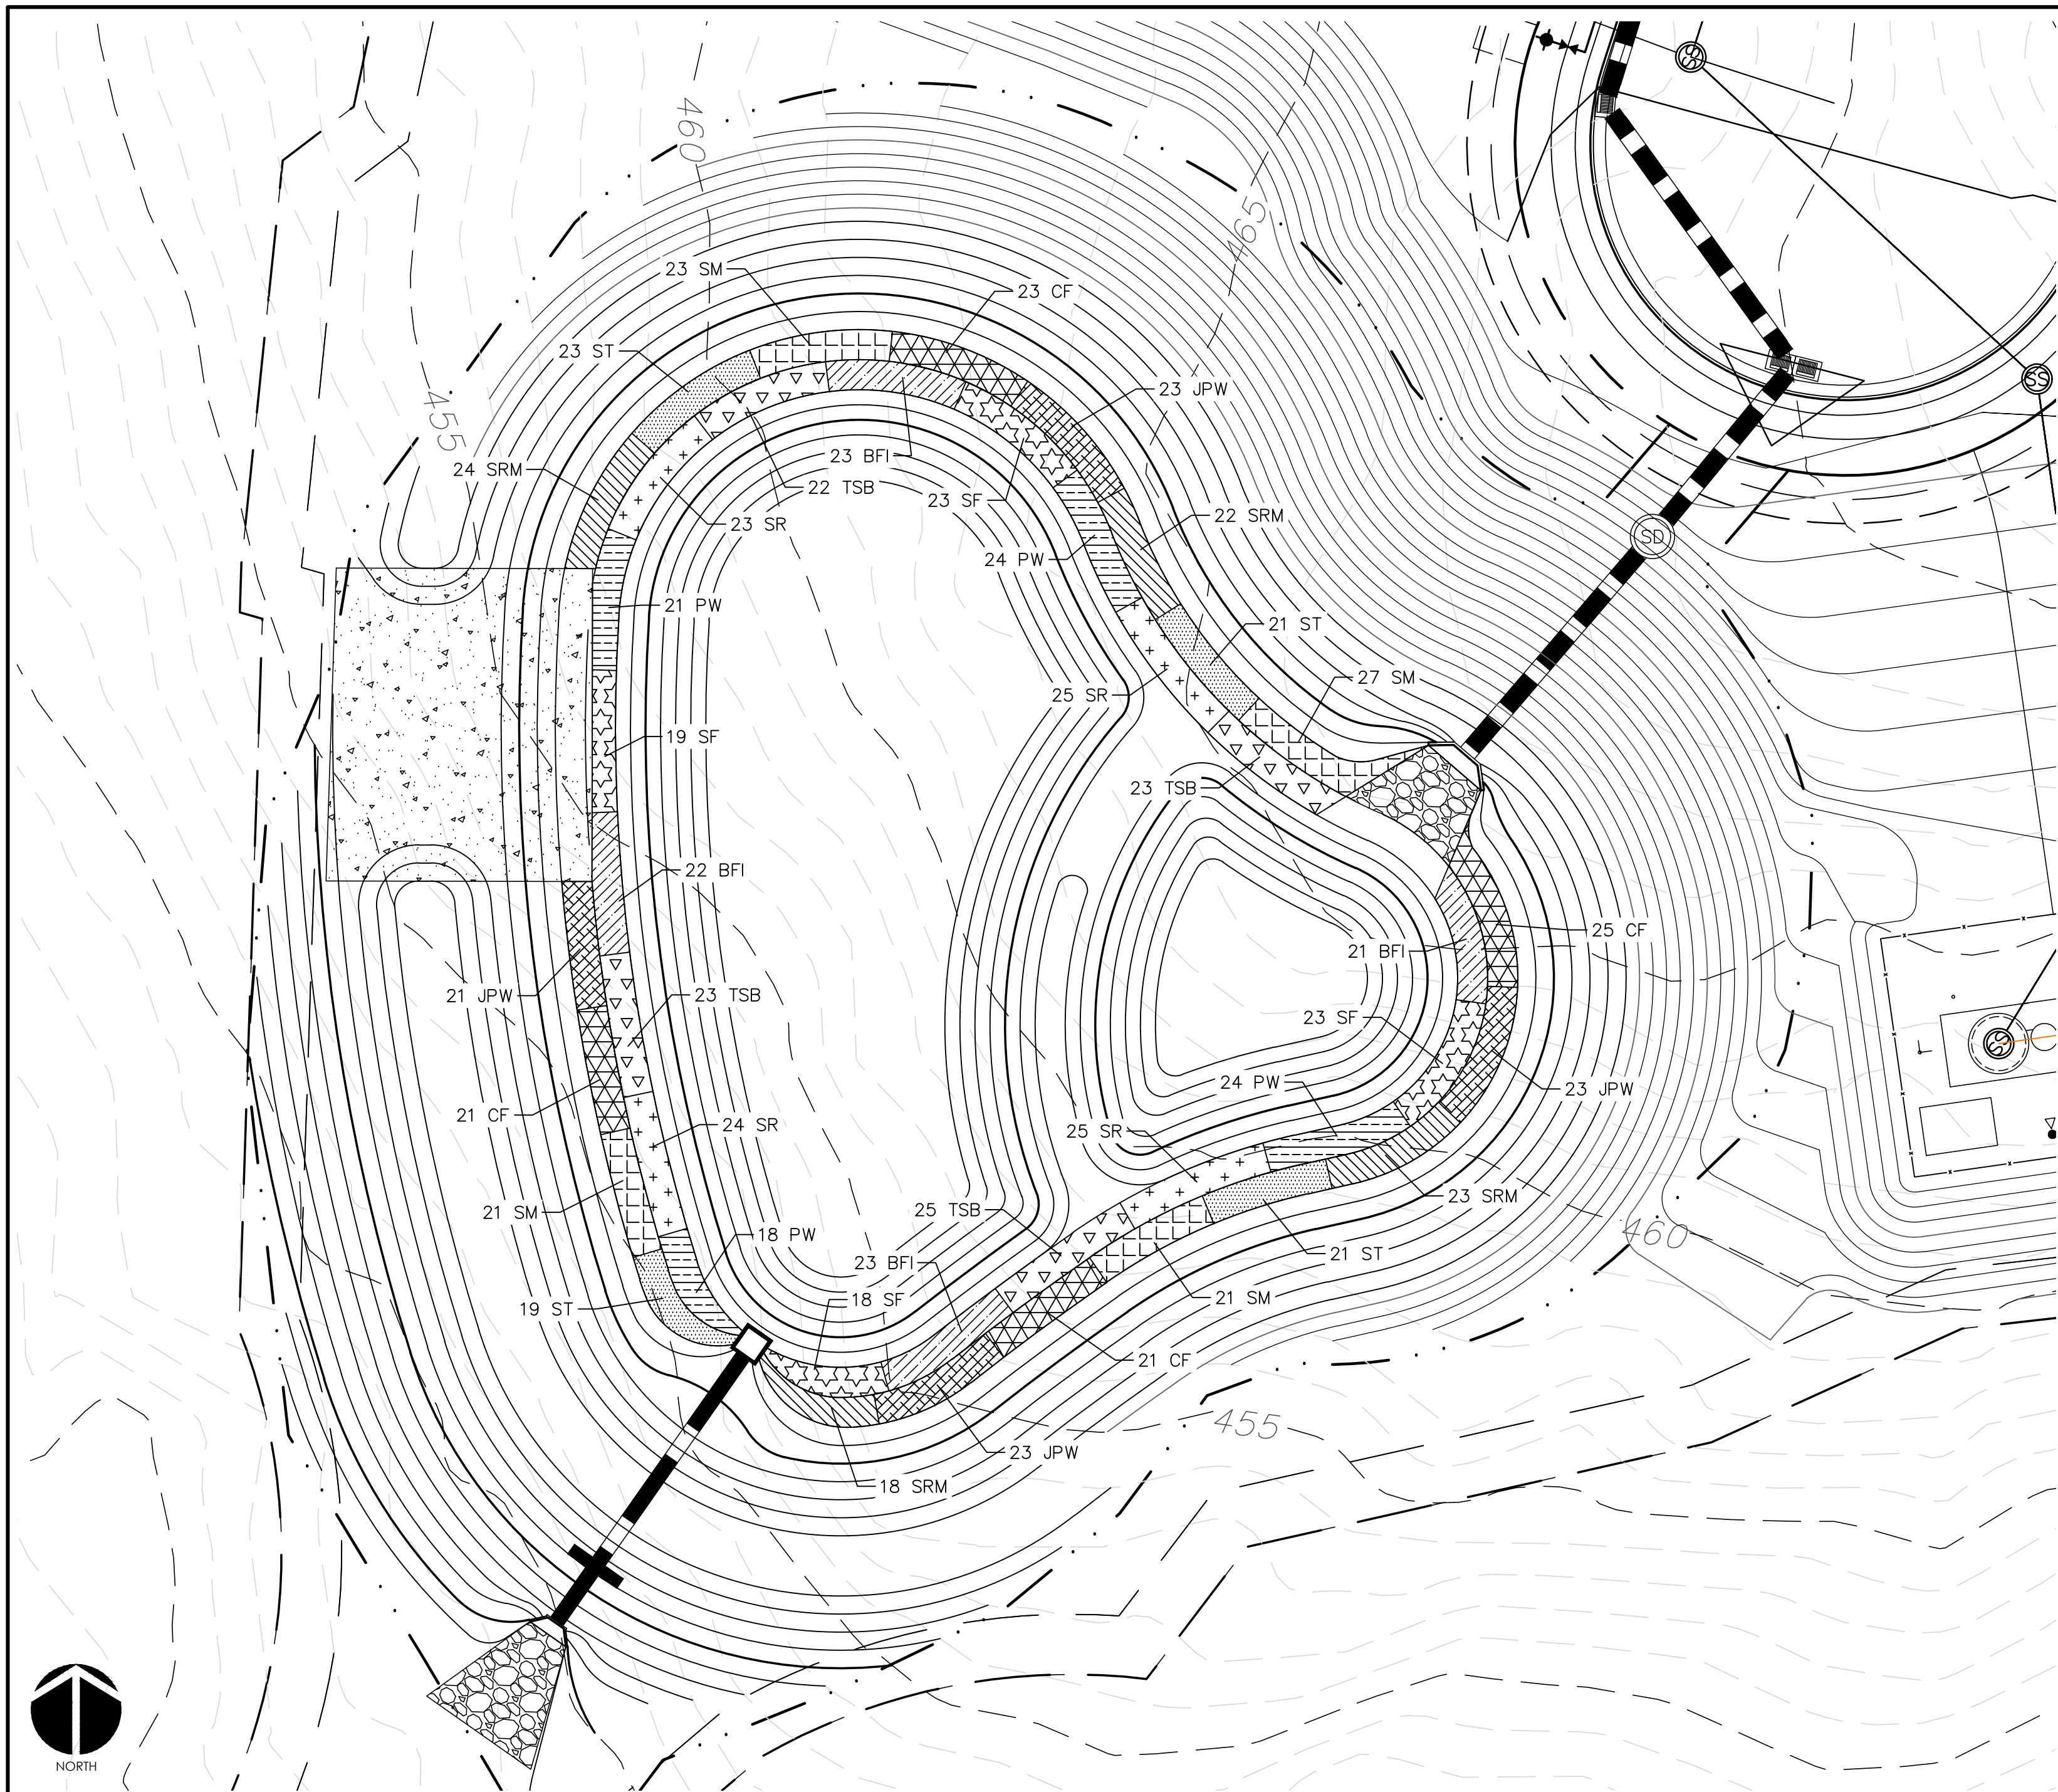 SS
460
465
23 SM
23 CF
23 ST
SS
23 JPW
455
23 BFI
24 SRM
22 TSB
23 SF
22 SRM
23 SR
SD
24 PW
21 PW
21 ST
27 SM
25 SR
19 SF
23 TSB
22 BFI
25 CF
21 BFI
21 JPW
23 TSB
23 SF
SS
24 PW
23 JPW
21 CF
24 SR
25 SR
23 SRM
25 TSB
21 SM
18 PW
460
21 ST
23 BFI
18 SF
21 SM
19 ST
21 CF
455
23 JPW
18 SRM
NORTH